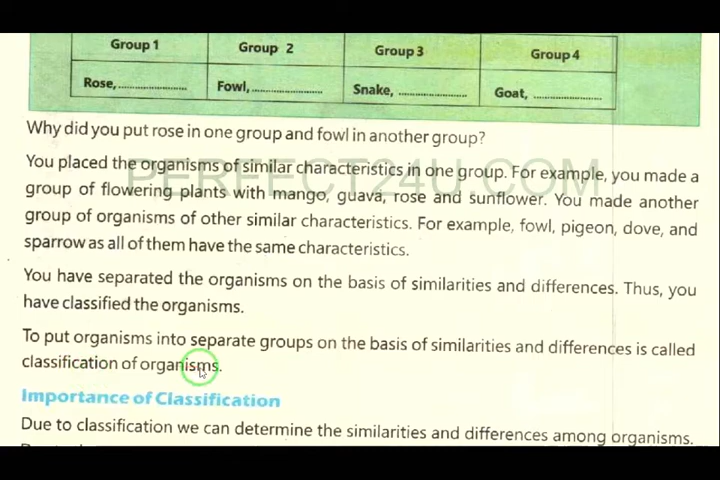 Group 1 Group 2 Group 3 Group 4
Rose,........................ Fowl,........................ Snake, ........................ Goat, ........................
Why did you put rose in one group and fowl in another group?
You placed the organisms of similar characteristics in one group. For example, you made a
group of flowering plants with mango, guava, rose and sunflower. You made another
group of organisms of other similar characteristics. For example, fowl, pigeon, dove, and
sparrow as all of them have the same characteristics.
You have separated the organisms on the basis of similarities and differences. Thus, you
have classified the organisms.
To put organisms into separate groups on the basis of similarities and differences is called
classification of organisms.
Importance of Classification
Due to classification we can determine the similarities and differences among organisms.
PERFECT24U.COM